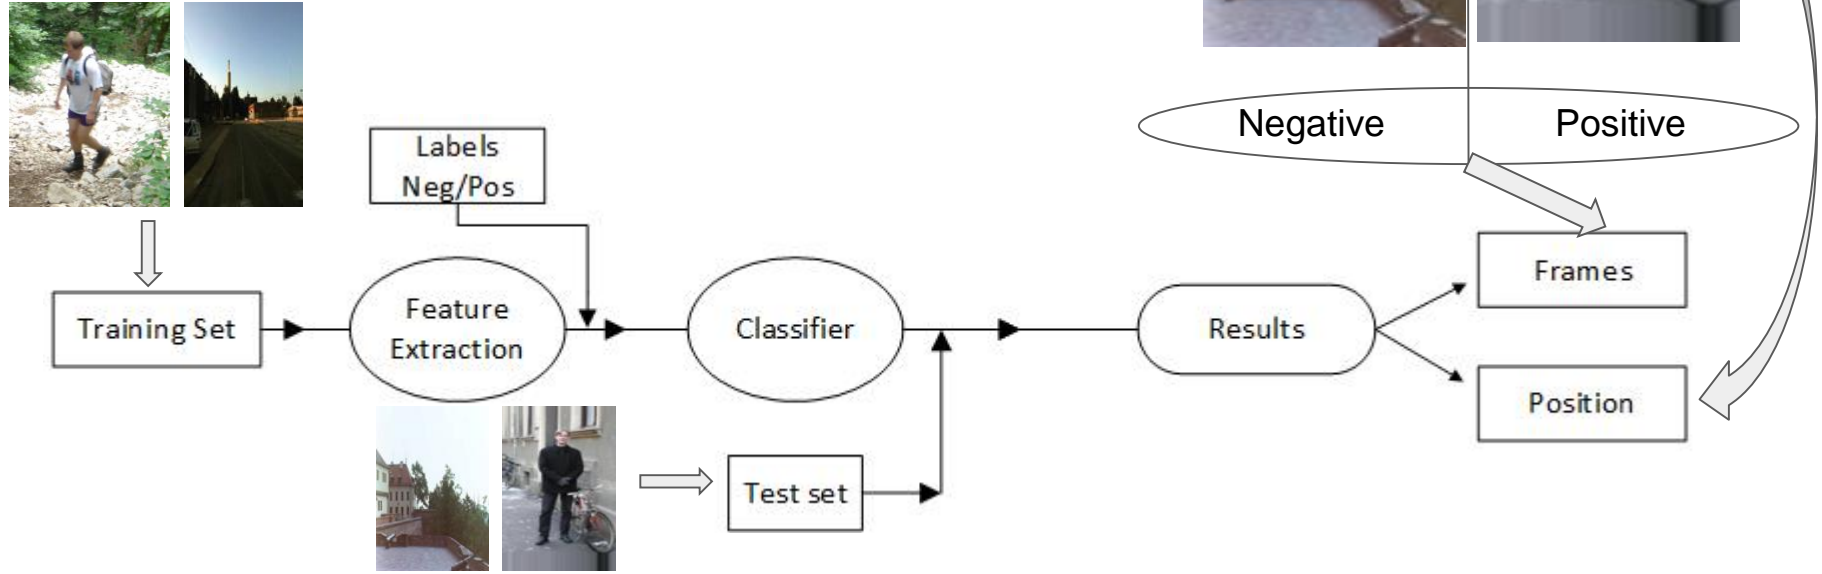 Negative Positive
Labels
Neg/Pos
Frames
Training Set
Feature
Extraction
Classifier
Results
Position
Test set